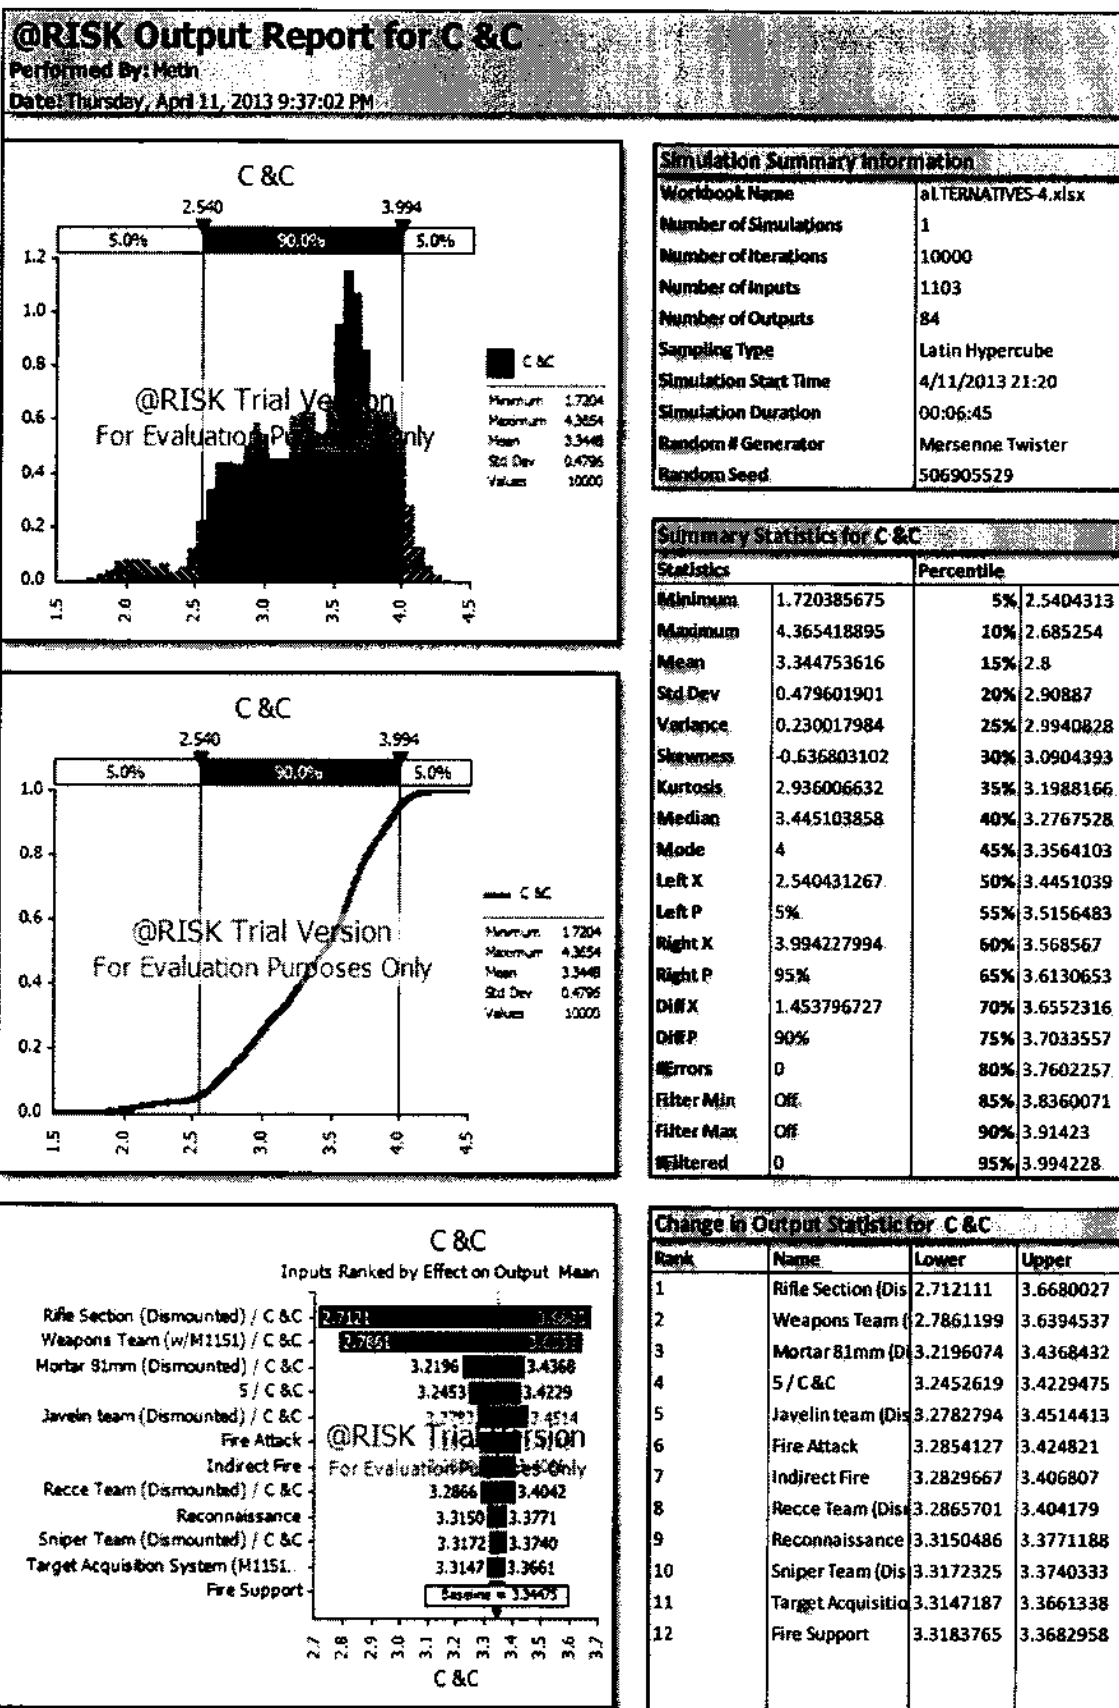 @RISK Output Report for C &C
Performed By: Metin
Date: Thursday, April 11, 2013 9:37:02 PM
C &C
2.540 3.994
5.0% 90.0% 5.0%
1.2
1.0
0.8
0.6
0.4
0.2
0.0
1.5 2.0 2.5 3.0 3.5 4.0 4.5
@RISK Trial Version
For Evaluation Purposes Only
C &C
Minimum 1.7204
Maximum 4.3654
Mean 3.3448
Std Dev 0.4796
Values 10000
Simulation Summary Information
Workbook Name aLTERNATIVES-4.xlsx
Number of Simulations 1
Number of Iterations 10000
Number of Inputs 1103
Number of Outputs 84
Sampling Type Latin Hypercube
Simulation Start Time 4/11/2013 21:20
Simulation Duration 00:06:45
Random # Generator Mersenne Twister
Random Seed 506905529
C &C
2.540 3.994
5.0% 90.0% 5.0%
1.0
0.8
0.6
0.4
0.2
0.0
1.5 2.0 2.5 3.0 3.5 4.0 4.5
@RISK Trial Version
For Evaluation Purposes Only
C &C
Minimum 1.7204
Maximum 4.3654
Mean 3.3448
Std Dev 0.4796
Values 10000
Summary Statistics for C &C
Statistics Percentile
Minimum 1.720385675 5% 2.5404313
Maximum 4.365418895 10% 2.685254
Mean 3.344753616 15% 2.8
Std Dev 0.479601901 20% 2.90887
Variance 0.230017984 25% 2.9940828
Skewness -0.636803102 30% 3.0904393
Kurtosis 2.936006632 35% 3.1988166
Median 3.445103858 40% 3.2767528
Mode 4 45% 3.3564103
Left X 2.540431267 50% 3.4451039
Left P 5% 55% 3.5156483
Right X 3.994227994 60% 3.568567
Right P 95% 65% 3.6130653
Diff X 1.453796727 70% 3.6552316
Diff P 90% 75% 3.7033557
#Errors 0 80% 3.7602257
Filter Min Off 85% 3.8360071
Filter Max Off 90% 3.91423
#Filtered 0 95% 3.994228
C &C
Inputs Ranked by Effect on Output Mean
Rifle Section (Dismounted) / C &C 2.7121 3.6680
Weapons Team (w/M1151) / C &C 2.7861
Mortar 81mm (Dismounted) / C &C 3.2196 3.4368
5 / C &C 3.2453 3.4229
Javelin team (Dismounted) / C &C 3.2783 3.4514
Fire Attack
Indirect Fire
Recce Team (Dismounted) / C &C 3.2866 3.4042
Reconnaissance 3.3150 3.3771
Sniper Team (Dismounted) / C &C 3.3172 3.3740
Target Acquisition System (M1151.. 3.3147 3.3661
Fire Support
Baseline = 3.34475
@RISK Trial Version
For Evaluation Purposes Only
2.7 2.8 2.9 3.0 3.1 3.2 3.3 3.4 3.5 3.6 3.7
C &C
Change in Output Statistic for C &C
Rank Name Lower Upper
1 Rifle Section (Dis 2.712111 3.6680027
2 Weapons Team ( 2.7861199 3.6394537
3 Mortar 81mm (Di 3.2196074 3.4368432
4 5 / C &C 3.2452619 3.4229475
5 Javelin team (Dis 3.2782794 3.4514413
6 Fire Attack 3.2854127 3.424821
7 Indirect Fire 3.2829667 3.406807
8 Recce Team (Dis 3.2865701 3.404179
9 Reconnaissance 3.3150486 3.3771188
10 Sniper Team (Dis 3.3172325 3.3740333
11 Target Acquisitio 3.3147187 3.3661338
12 Fire Support 3.3183765 3.3682958